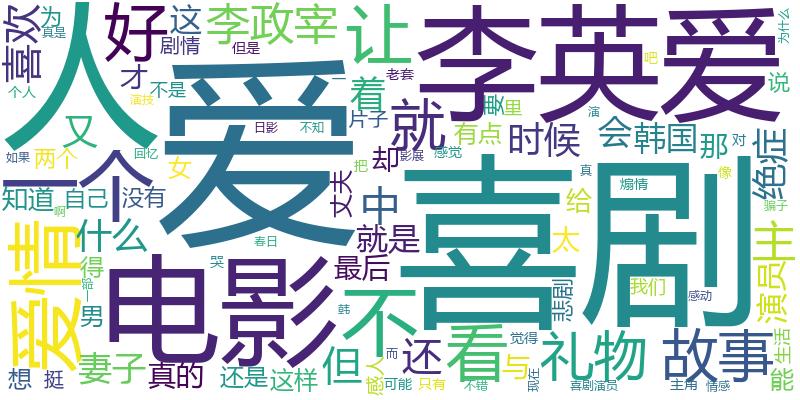 喜欢
为
真是
人
好
这
剧情
但是
李政宰
让
李英爱
为什么
吧
说
才
不是
着
老套
二
要
里
个人
演技
又
爱
日影
不知
片子
就
有点
时候
会
韩国
那
对
绝症
如果
两个
回忆
把
却
影展
感觉
演
真
像
一个
女
丈夫
喜剧
煽情
给
骗子
知道
自己
没有
中
啊
什么
就是
太
主
爱情
春日
哭
得
电影
最后
不
悲剧
我们
感动
演员
一段
男
韩
看
觉得
礼物
故事
生活
能
妻子
但
还
与
想
挺
真的
还是
这样
感人
而
可能
只有
不错
现在
喜剧演员
主角
情感